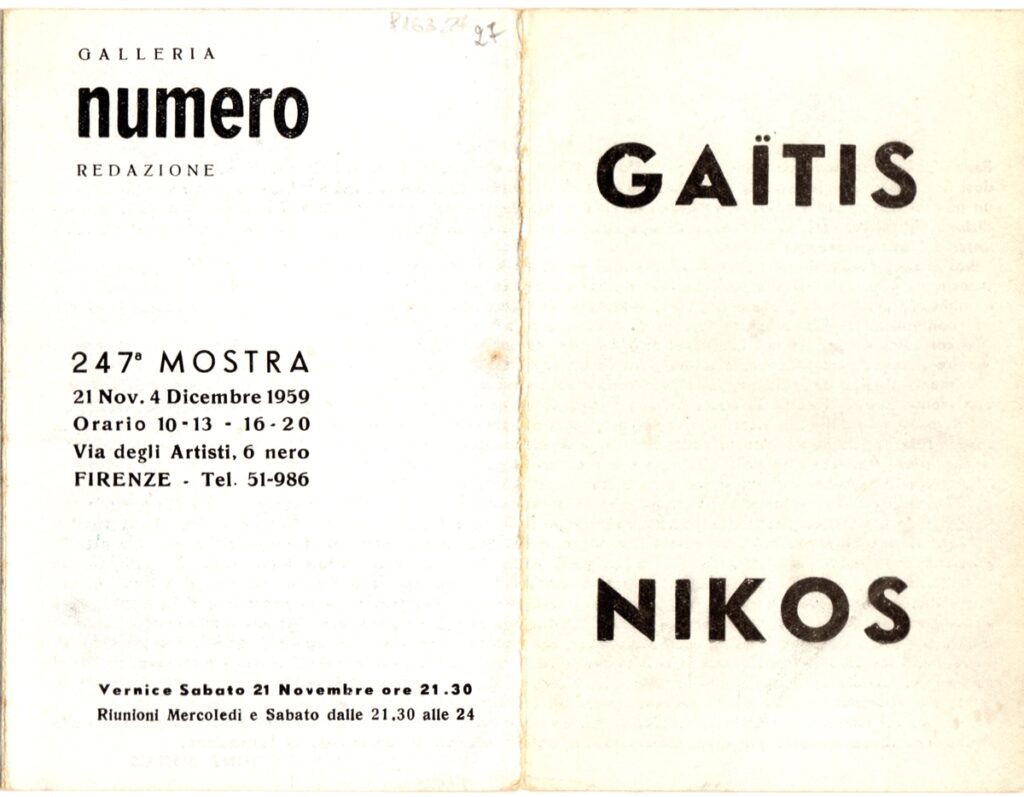 27
GALLERIA
numero
REDAZIONE
247ª MOSTRA
21 Nov. 4 Dicembre 1959
Orario 10-13 - 16-20
Via degli Artisti, 6 nero
FIRENZE - Tel. 51-986
Vernice Sabato 21 Novembre ore 21.30
Riunioni Mercoledì e Sabato dalle 21.30 alle 24
GAÏTIS
NIKOS